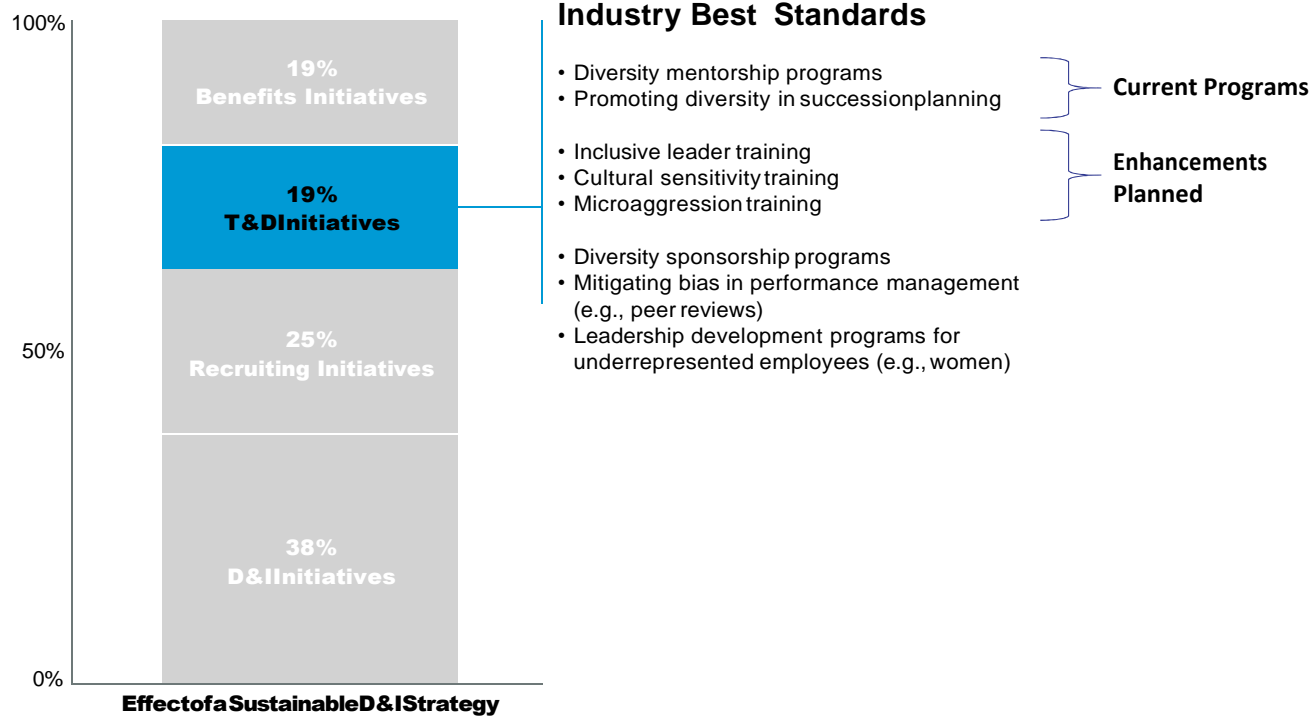 Industry Best  Standards
100%
50%
0%
19%
Benefits Initiatives
19%
T&DInitiatives
25%
Recruiting Initiatives
38%
D&IInitiatives
EffectofaSustainableD&IStrategy
• Diversity mentorship programs
• Promoting diversity in successionplanning
Current Programs
• Inclusive leader training
• Cultural sensitivity training
• Microaggression training
Enhancements
Planned
• Diversity sponsorship programs
• Mitigating bias in performance management
(e.g., peer reviews)
• Leadership development programs for
underrepresented employees (e.g., women)